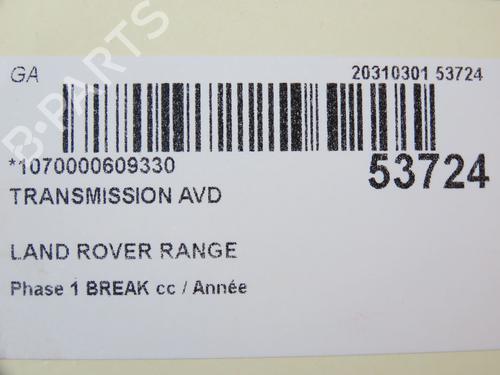 GA
20310301 53724
B-PARTS
*1070000609330
53724
TRANSMISSION AVD
LAND ROVER RANGE
Phase 1 BREAK cc / Année